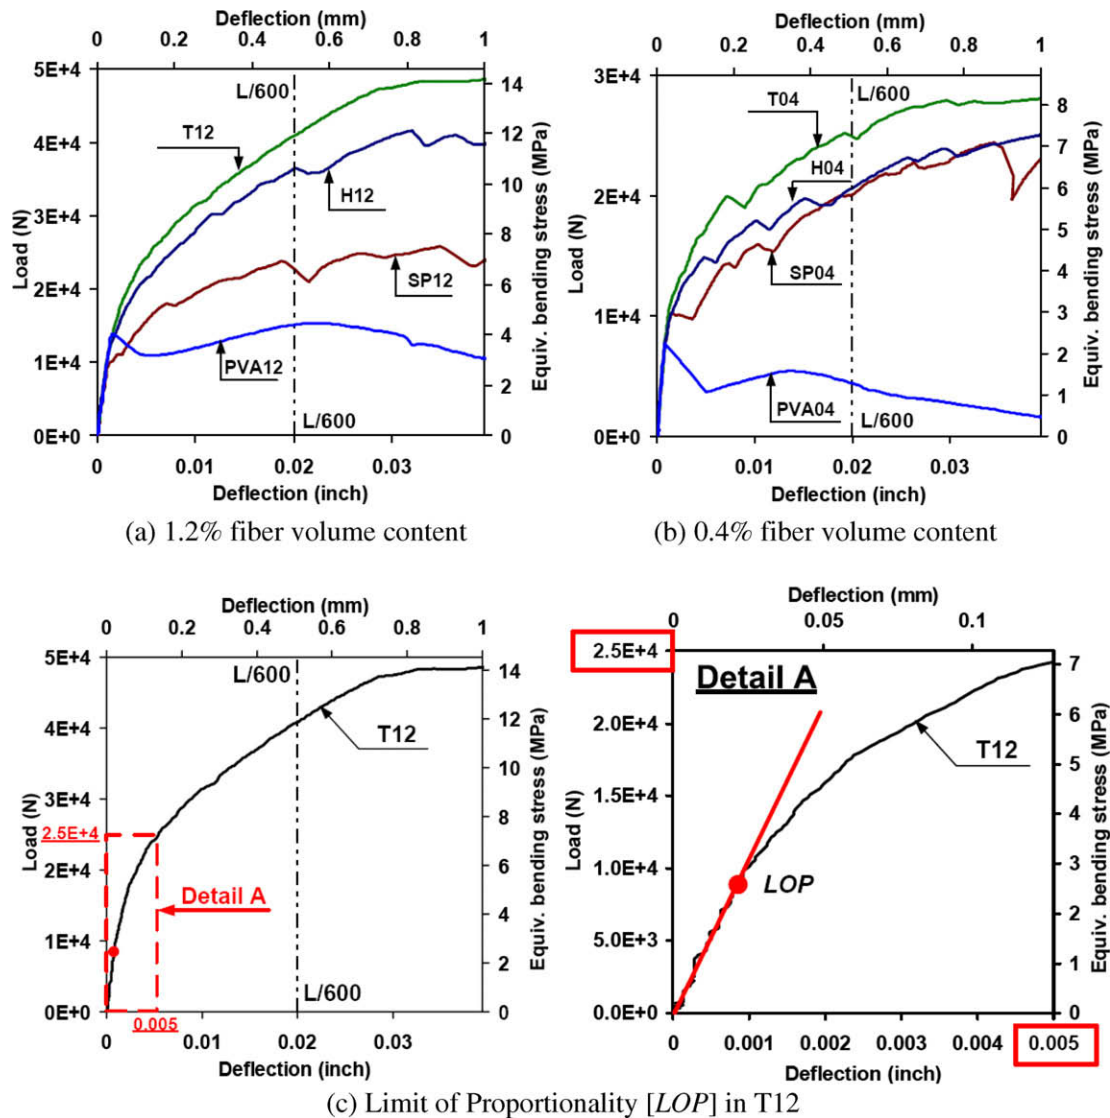 Deflection (mm)
0 0.2 0.4 0.6 0.8 1
5E+4
4E+4
3E+4
2E+4
1E+4
0E+0
Load (N)
14
12
10
8
6
4
2
0
Equiv. bending stress (MPa)
L/600
T12
H12
SP12
PVA12
L/600
0 0.01 0.02 0.03
Deflection (inch)
(a) 1.2% fiber volume content
Deflection (mm)
0 0.2 0.4 0.6 0.8 1
3E+4
2E+4
1E+4
0E+0
Load (N)
8
7
6
5
4
3
2
1
0
Equiv. bending stress (MPa)
L/600
T04
H04
SP04
PVA04
L/600
0 0.01 0.02 0.03
Deflection (inch)
(b) 0.4% fiber volume content
Deflection (mm)
0 0.2 0.4 0.6 0.8 1
5E+4
4E+4
3E+4
2.5E+4
2E+4
1E+4
0E+0
Load (N)
14
12
10
8
6
4
2
0
Equiv. bending stress (MPa)
L/600
T12
Detail A
L/600
0.005
0 0.01 0.02 0.03
Deflection (inch)
Deflection (mm)
0 0.05 0.1
2.5E+4
2.0E+4
1.5E+4
1.0E+4
5.0E+3
0.0E+0
Load (N)
7
6
5
4
3
2
1
0
Equiv. bending stress (MPa)
Detail A
T12
LOP
0 0.001 0.002 0.003 0.004 0.005
Deflection (inch)
(c) Limit of Proportionality [LOP] in T12